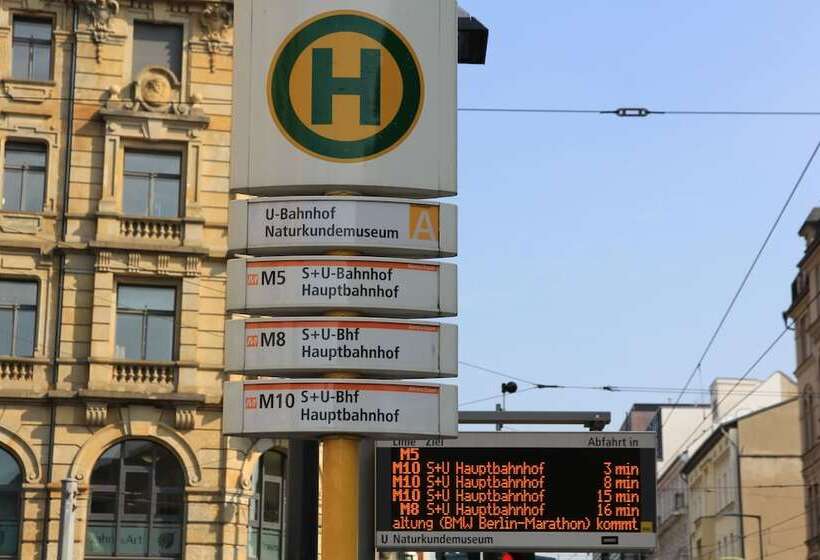 H
U-Bahnhof
Naturkundemuseum A
M5 S+U-Bahnhof
Hauptbahnhof
M8 S+U-Bhf
Hauptbahnhof
M10 S+U-Bhf
Hauptbahnhof
Linie Ziel Abfahrt in
M5
M10 S+U Hauptbahnhof 3 min
M10 S+U Hauptbahnhof 8 min
M10 S+U Hauptbahnhof 15 min
M8 S+U Hauptbahnhof 16 min
altung (BMW Berlin-Marathon) kommt
U Naturkundemuseum